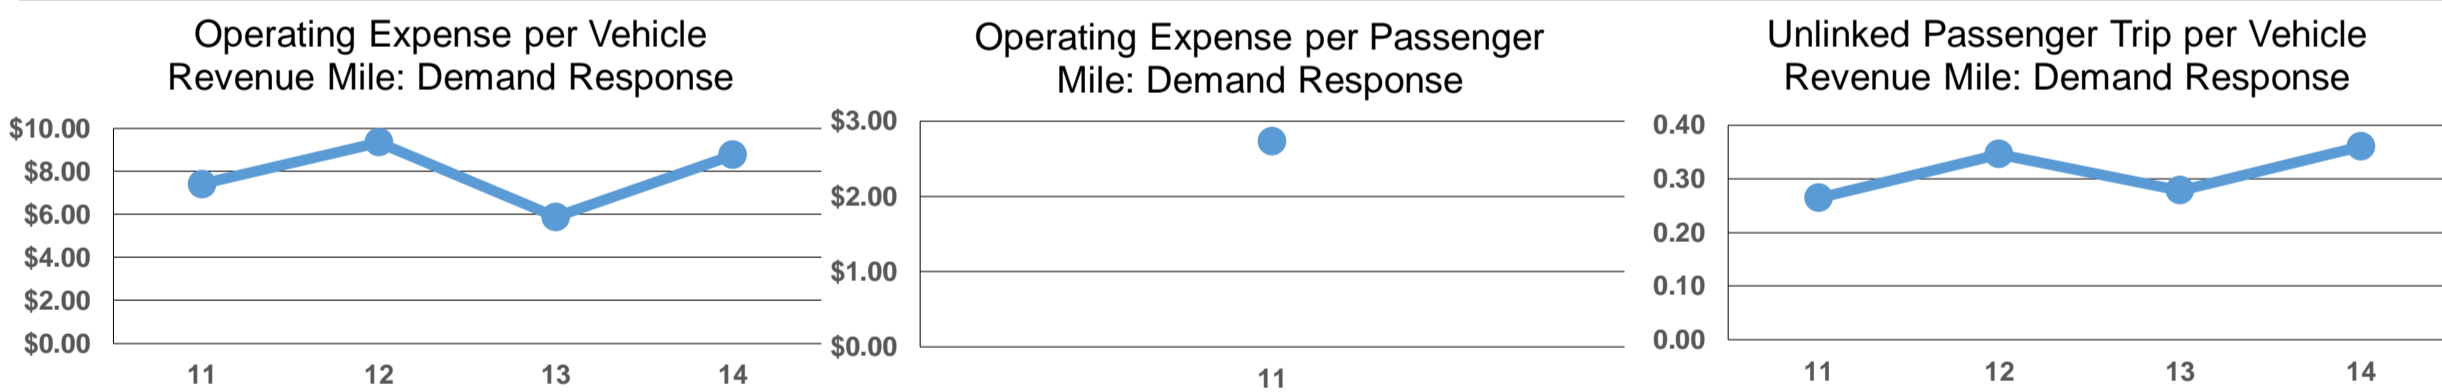 Operating Expense per Vehicle
Revenue Mile: Demand Response
$10.00
$8.00
$6.00
$4.00
$2.00
$0.00
11 12 13 14
Operating Expense per Passenger
Mile: Demand Response
$3.00
$2.00
$1.00
$0.00
11
Unlinked Passenger Trip per Vehicle
Revenue Mile: Demand Response
0.40
0.30
0.20
0.10
0.00
11 12 13 14